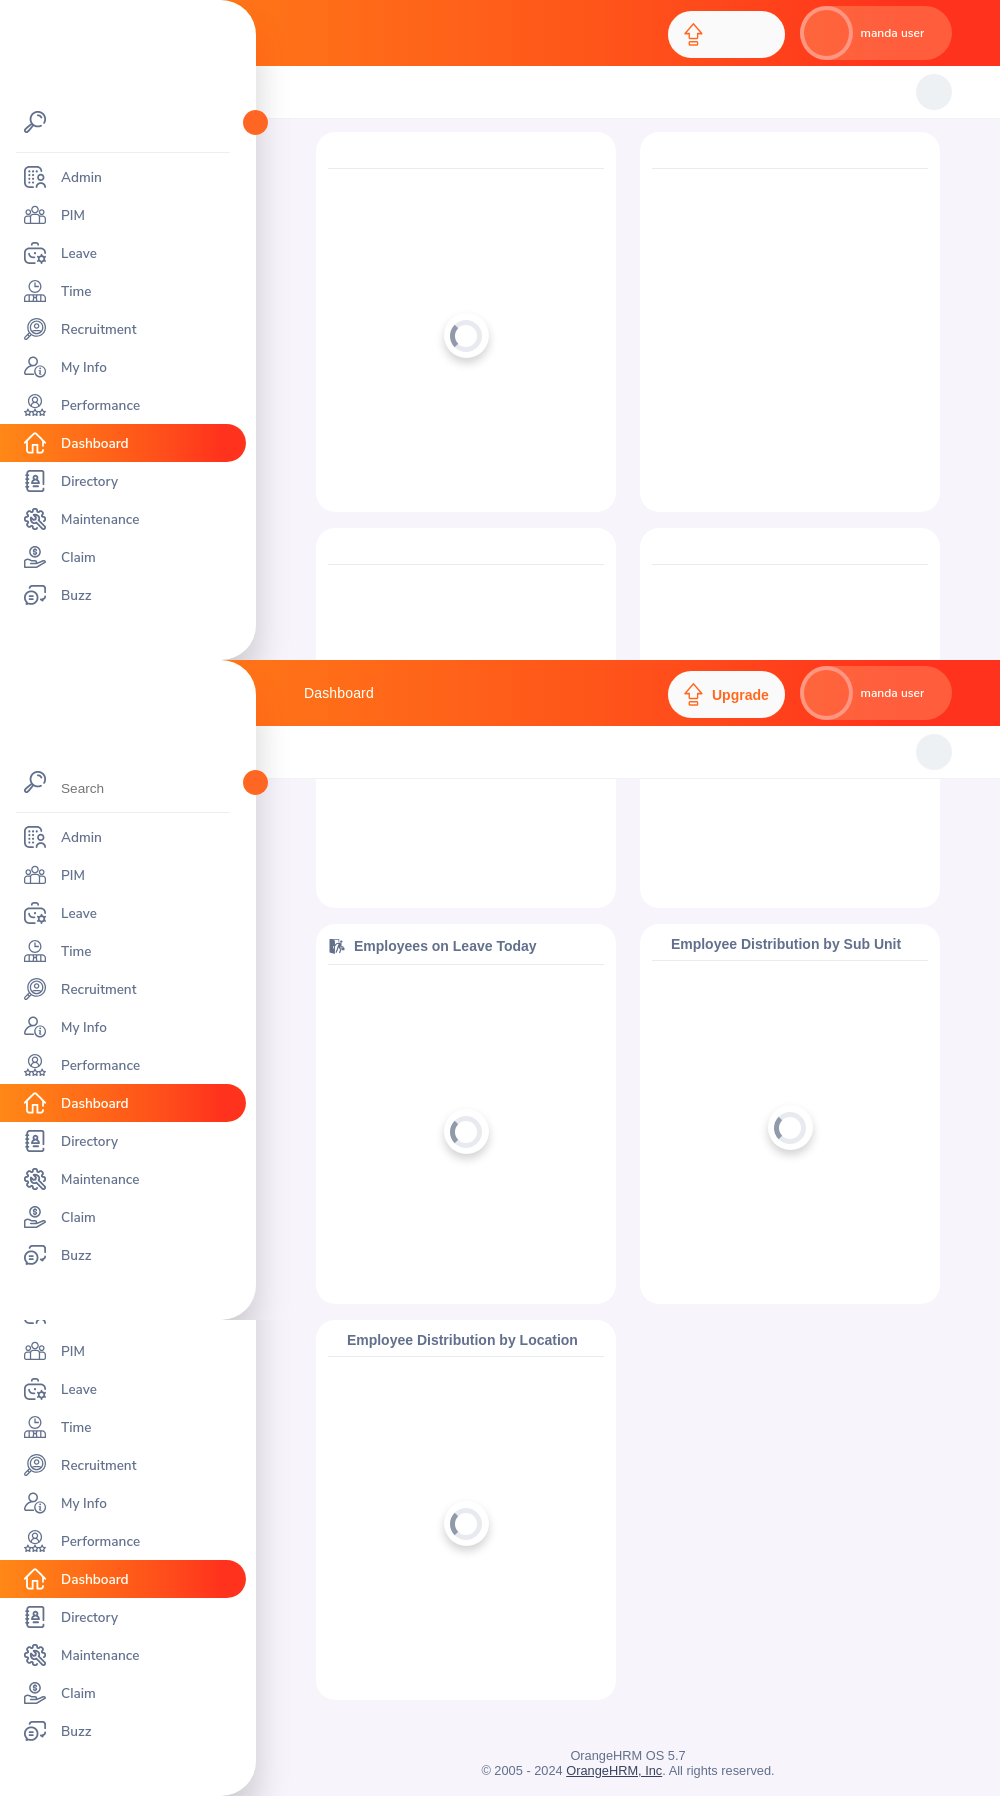 manda user
Admin
PIM
Leave
Time
Recruitment
My Info
Performance
Dashboard
Directory
Maintenance
Claim
Buzz
Dashboard
Upgrade
manda user
Search
Admin
PIM
Leave
Time
Recruitment
My Info
Performance
Dashboard
Directory
Maintenance
Claim
Buzz
Employees on Leave Today
Employee Distribution by Sub Unit
Employee Distribution by Location
PIM
Leave
Time
Recruitment
My Info
Performance
Dashboard
Directory
Maintenance
Claim
Buzz
OrangeHRM OS 5.7
© 2005 - 2024 OrangeHRM, Inc. All rights reserved.